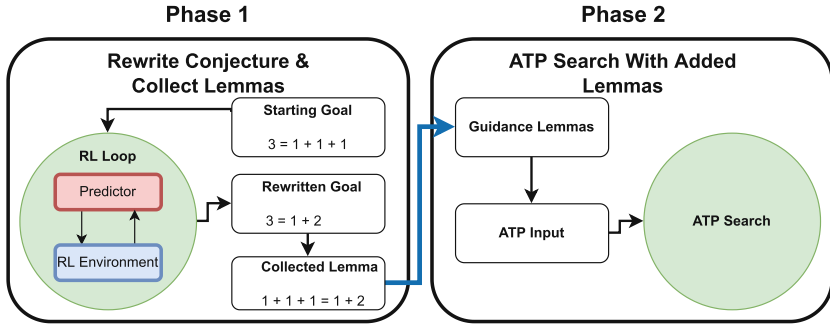 Phase 1
Rewrite Conjecture &
Collect Lemmas
Starting Goal
3 = 1 + 1 + 1
RL Loop
Predictor
RL Environment
Rewritten Goal
3 = 1 + 2
Collected Lemma
1 + 1 + 1 = 1 + 2
Phase 2
ATP Search With Added
Lemmas
Guidance Lemmas
ATP Input
ATP Search